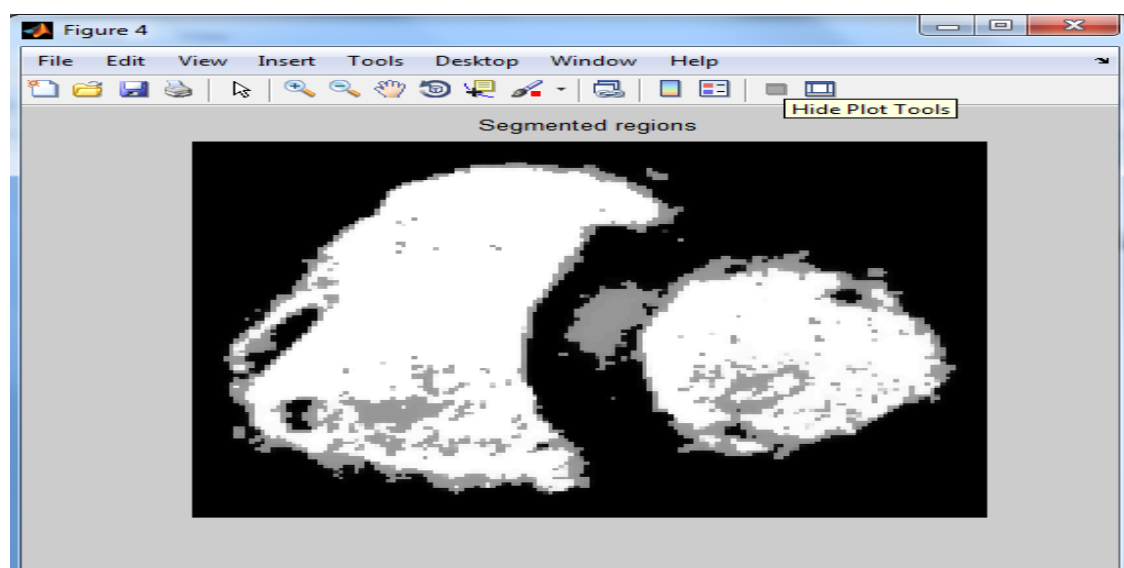 Figure 4
File Edit View Insert Tools Desktop Window Help
Hide Plot Tools
Segmented regions